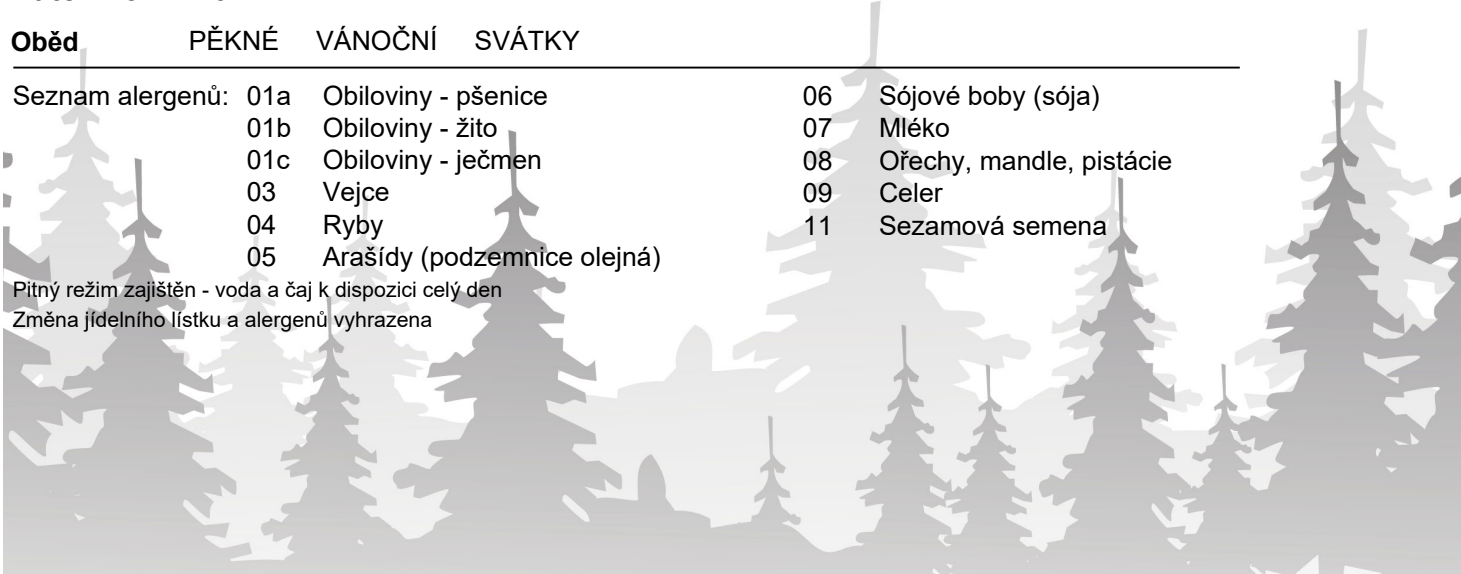 Oběd PĚKNÉ VÁNOČNÍ SVÁTKY
Seznam alergenů: 01a Obiloviny - pšenice 06 Sójové boby (sója)
01b Obiloviny - žito 07 Mléko
01c Obiloviny - ječmen 08 Ořechy, mandle, pistácie
03 Vejce 09 Celer
04 Ryby 11 Sezamová semena
05 Arašídy (podzemnice olejná)
Pitný režim zajištěn - voda a čaj k dispozici celý den
Změna jídelního lístku a alergenů vyhrazena